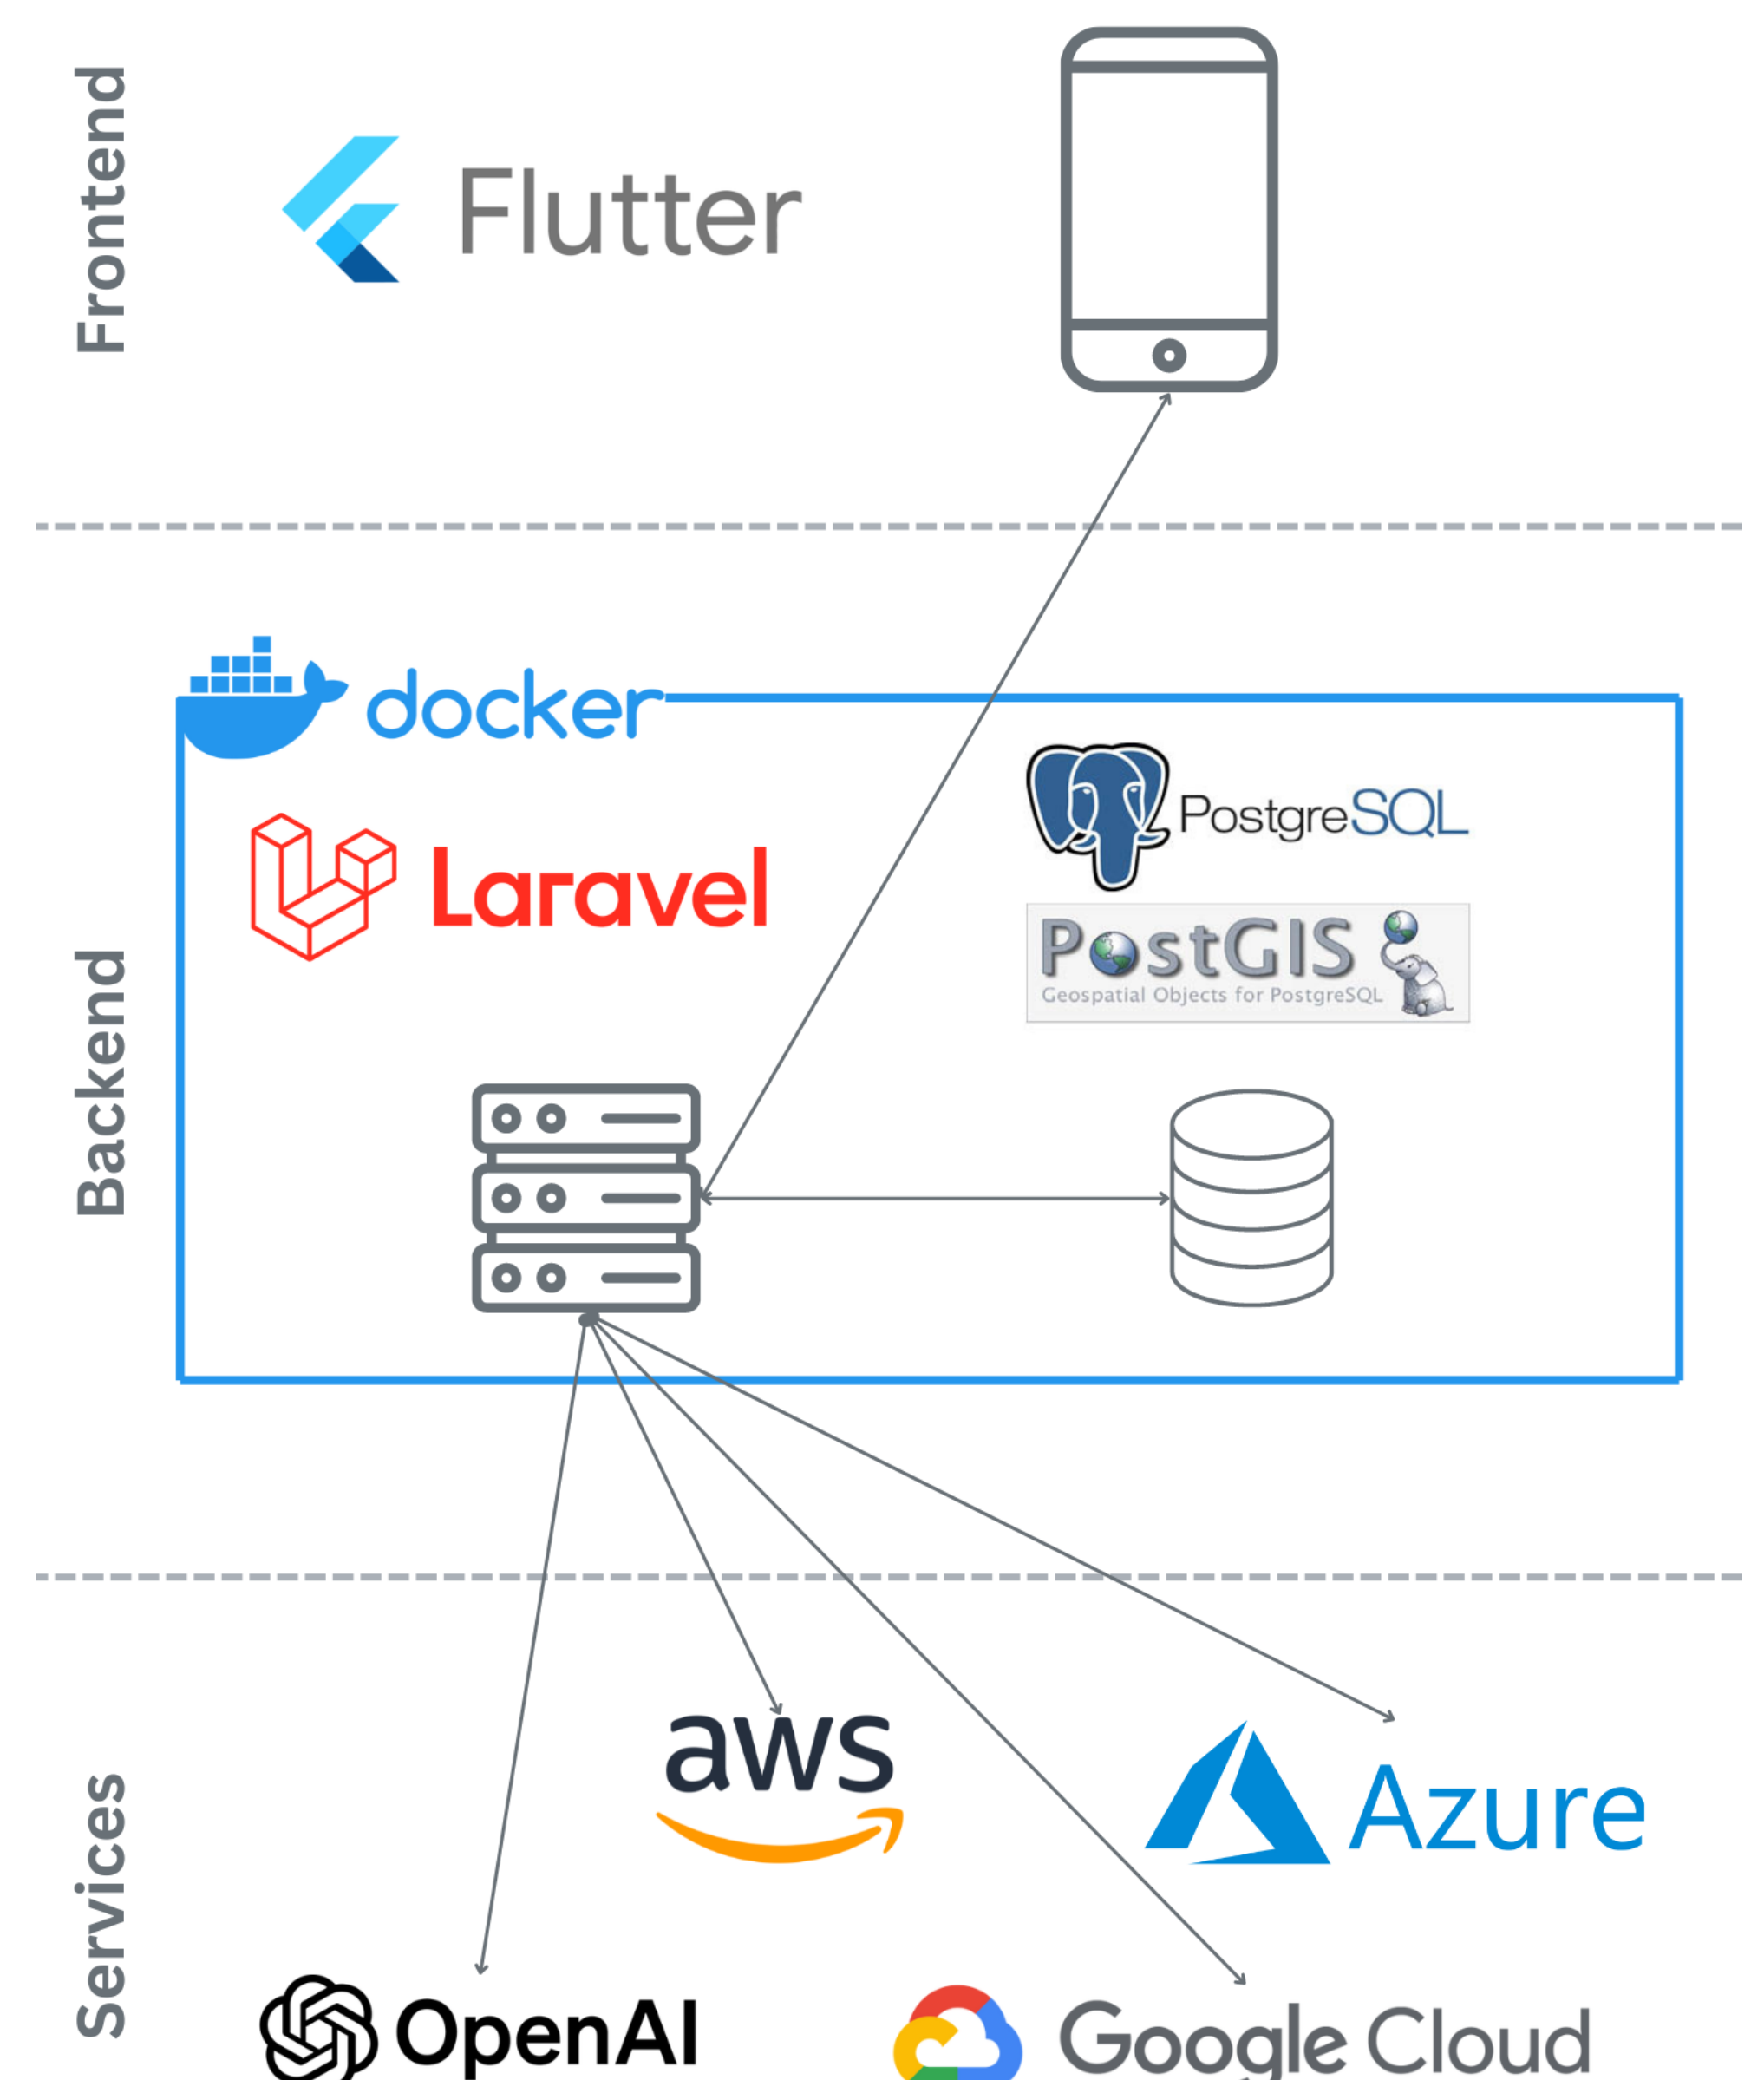 Frontend
Flutter
docker
Laravel
PostgreSQL
PostGIS
Geospatial Objects for PostgreSQL
Backend
aws
Azure
Services
OpenAI
Google Cloud